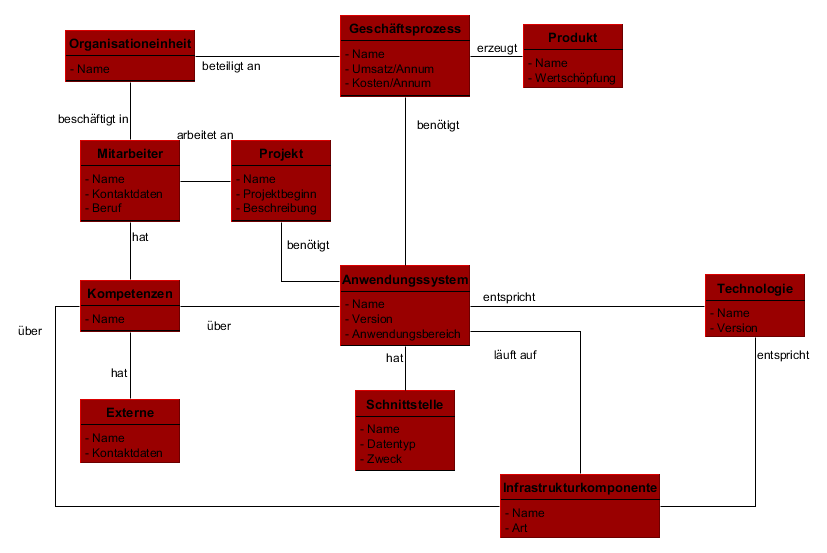 Organisationeinheit
- Name
beteiligt an
Geschäftsprozess
- Name
- Umsatz/Annum
- Kosten/Annum
erzeugt
Produkt
- Name
- Wertschöpfung
beschäftigt in
benötigt
Mitarbeiter
- Name
- Kontaktdaten
- Beruf
arbeitet an
Projekt
- Name
- Projektbeginn
- Beschreibung
hat
benötigt
Kompetenzen
- Name
über
über
Anwendungssystem
- Name
- Version
- Anwendungsbereich
entspricht
Technologie
- Name
- Version
hat
hat
läuft auf
entspricht
Externe
- Name
- Kontaktdaten
Schnittstelle
- Name
- Datentyp
- Zweck
Infrastrukturkomponente
- Name
- Art